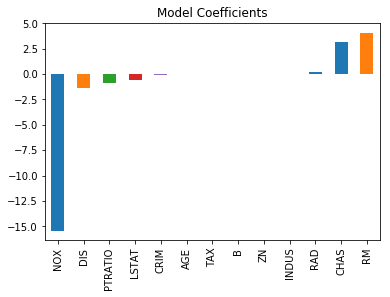 Model Coefficients
5.0
2.5
0.0
−2.5
−5.0
−7.5
−10.0
−12.5
−15.0
NOX
DIS
PTRATIO
LSTAT
CRIM
AGE
TAX
B
ZN
INDUS
RAD
CHAS
RM